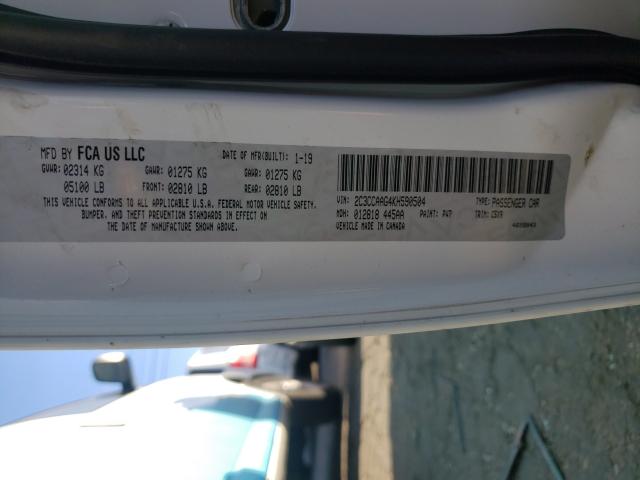 MFD BY FCA US LLC
DATE OF MFR(BUILT): 1-19
GVWR: 02314 KG GAWR: 01275 KG GAWR: 01275 KG
05100 LB FRONT: 02810 LB REAR: 02810 LB
THIS VEHICLE CONFORMS TO ALL APPLICABLE U.S.A. FEDERAL MOTOR VEHICLE SAFETY,
BUMPER, AND THEFT PREVENTION STANDARDS IN EFFECT ON
THE DATE OF MANUFACTURE SHOWN ABOVE.
VIN: 2C3CCAAG4KH590504 TYPE: PASSENGER CAR
MDH: 012818 445AA PAINT: PW7 TRIM: CSX9
VEHICLE MADE IN CANADA